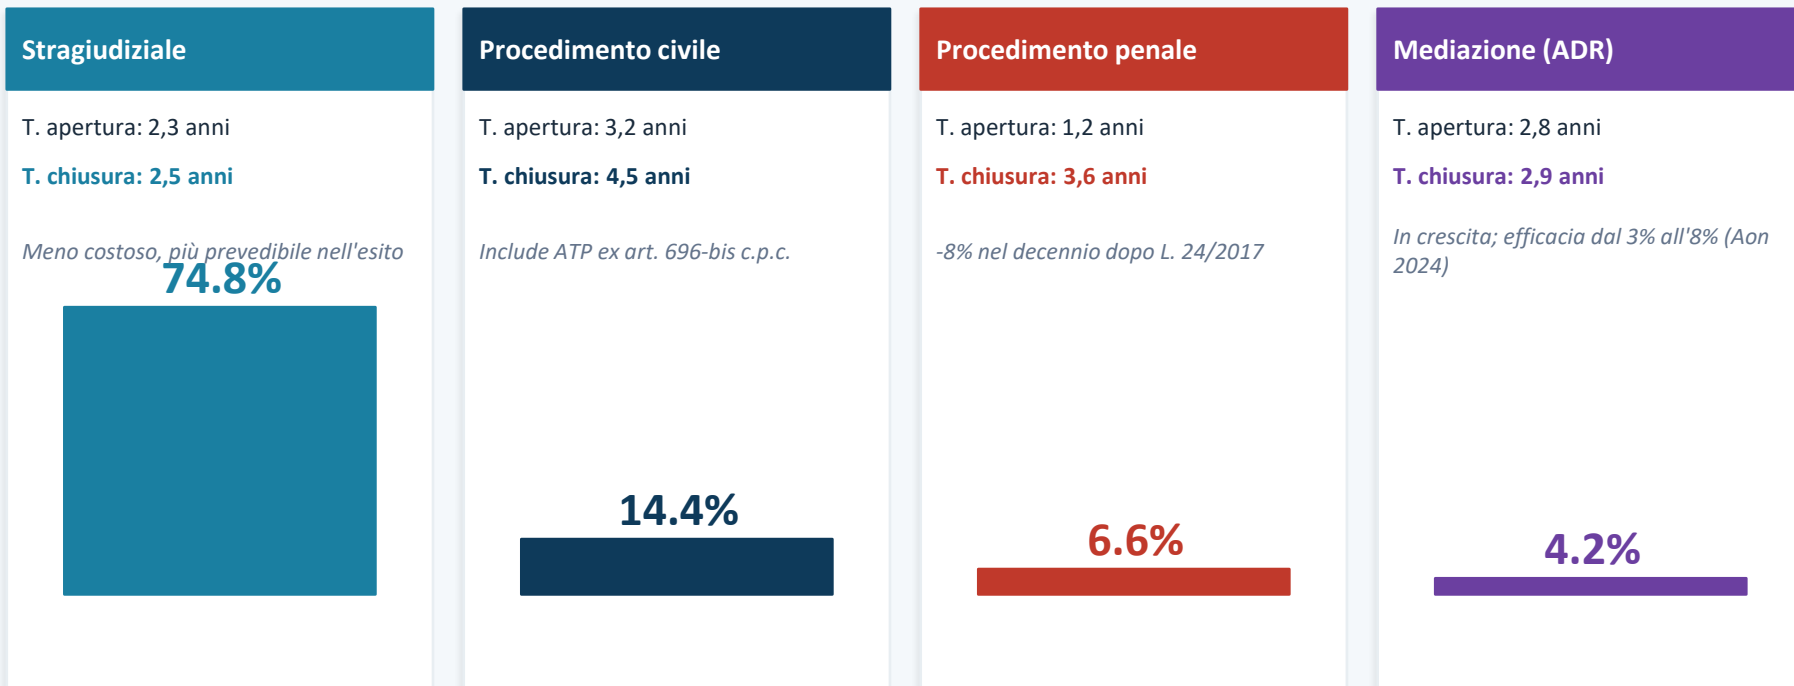 Stragiudiziale
T. apertura: 2,3 anni
T. chiusura: 2,5 anni
Meno costoso, più prevedibile nell'esito
74.8%
Procedimento civile
T. apertura: 3,2 anni
T. chiusura: 4,5 anni
Include ATP ex art. 696-bis c.p.c.
14.4%
Procedimento penale
T. apertura: 1,2 anni
T. chiusura: 3,6 anni
-8% nel decennio dopo L. 24/2017
6.6%
Mediazione (ADR)
T. apertura: 2,8 anni
T. chiusura: 2,9 anni
In crescita; efficacia dal 3% all'8% (Aon
2024)
4.2%